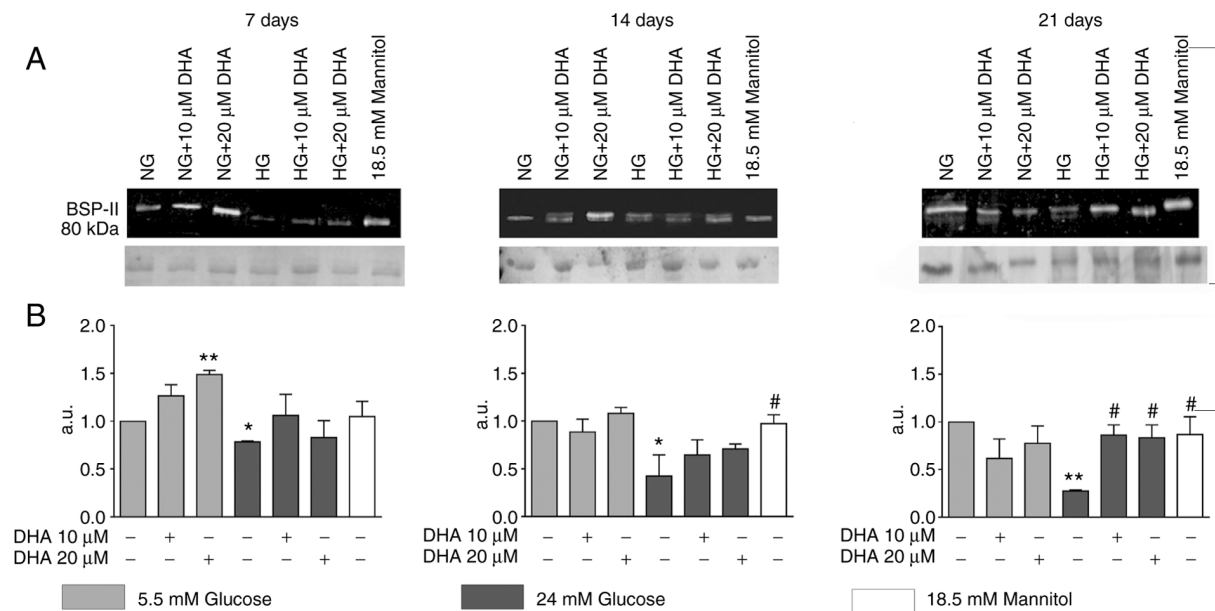 7 days
14 days
21 days
A
NG
NG+10 μM DHA
NG+20 μM DHA
HG
HG+10 μM DHA
HG+20 μM DHA
18.5 mM Mannitol
NG
NG+10 μM DHA
NG+20 μM DHA
HG
HG+10 μM DHA
HG+20 μM DHA
18.5 mM Mannitol
NG
NG+10 μM DHA
NG+20 μM DHA
HG
HG+10 μM DHA
HG+20 μM DHA
18.5 mM Mannitol
BSP-II
80 kDa
B
2.0
1.5
1.0
0.5
0.0
a.u.
**
*
2.0
1.5
1.0
0.5
0.0
a.u.
*
#
2.0
1.5
1.0
0.5
0.0
a.u.
**
#
#
#
DHA 10 μM – + – – + – –
DHA 20 μM – – + – – + –
DHA 10 μM – + – – + – –
DHA 20 μM – – + – – + –
DHA 10 μM – + – – + – –
DHA 20 μM – – + – – + –
5.5 mM Glucose
24 mM Glucose
18.5 mM Mannitol